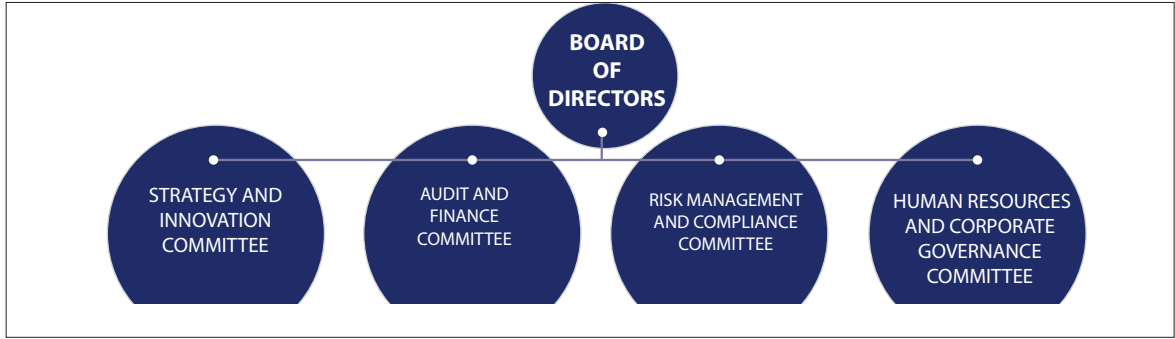 BOARD
OF
DIRECTORS
STRATEGY AND
INNOVATION
COMMITTEE
AUDIT AND
FINANCE
COMMITTEE
RISK MANAGEMENT
AND COMPLIANCE
COMMITTEE
HUMAN RESOURCES
AND CORPORATE
GOVERNANCE
COMMITTEE